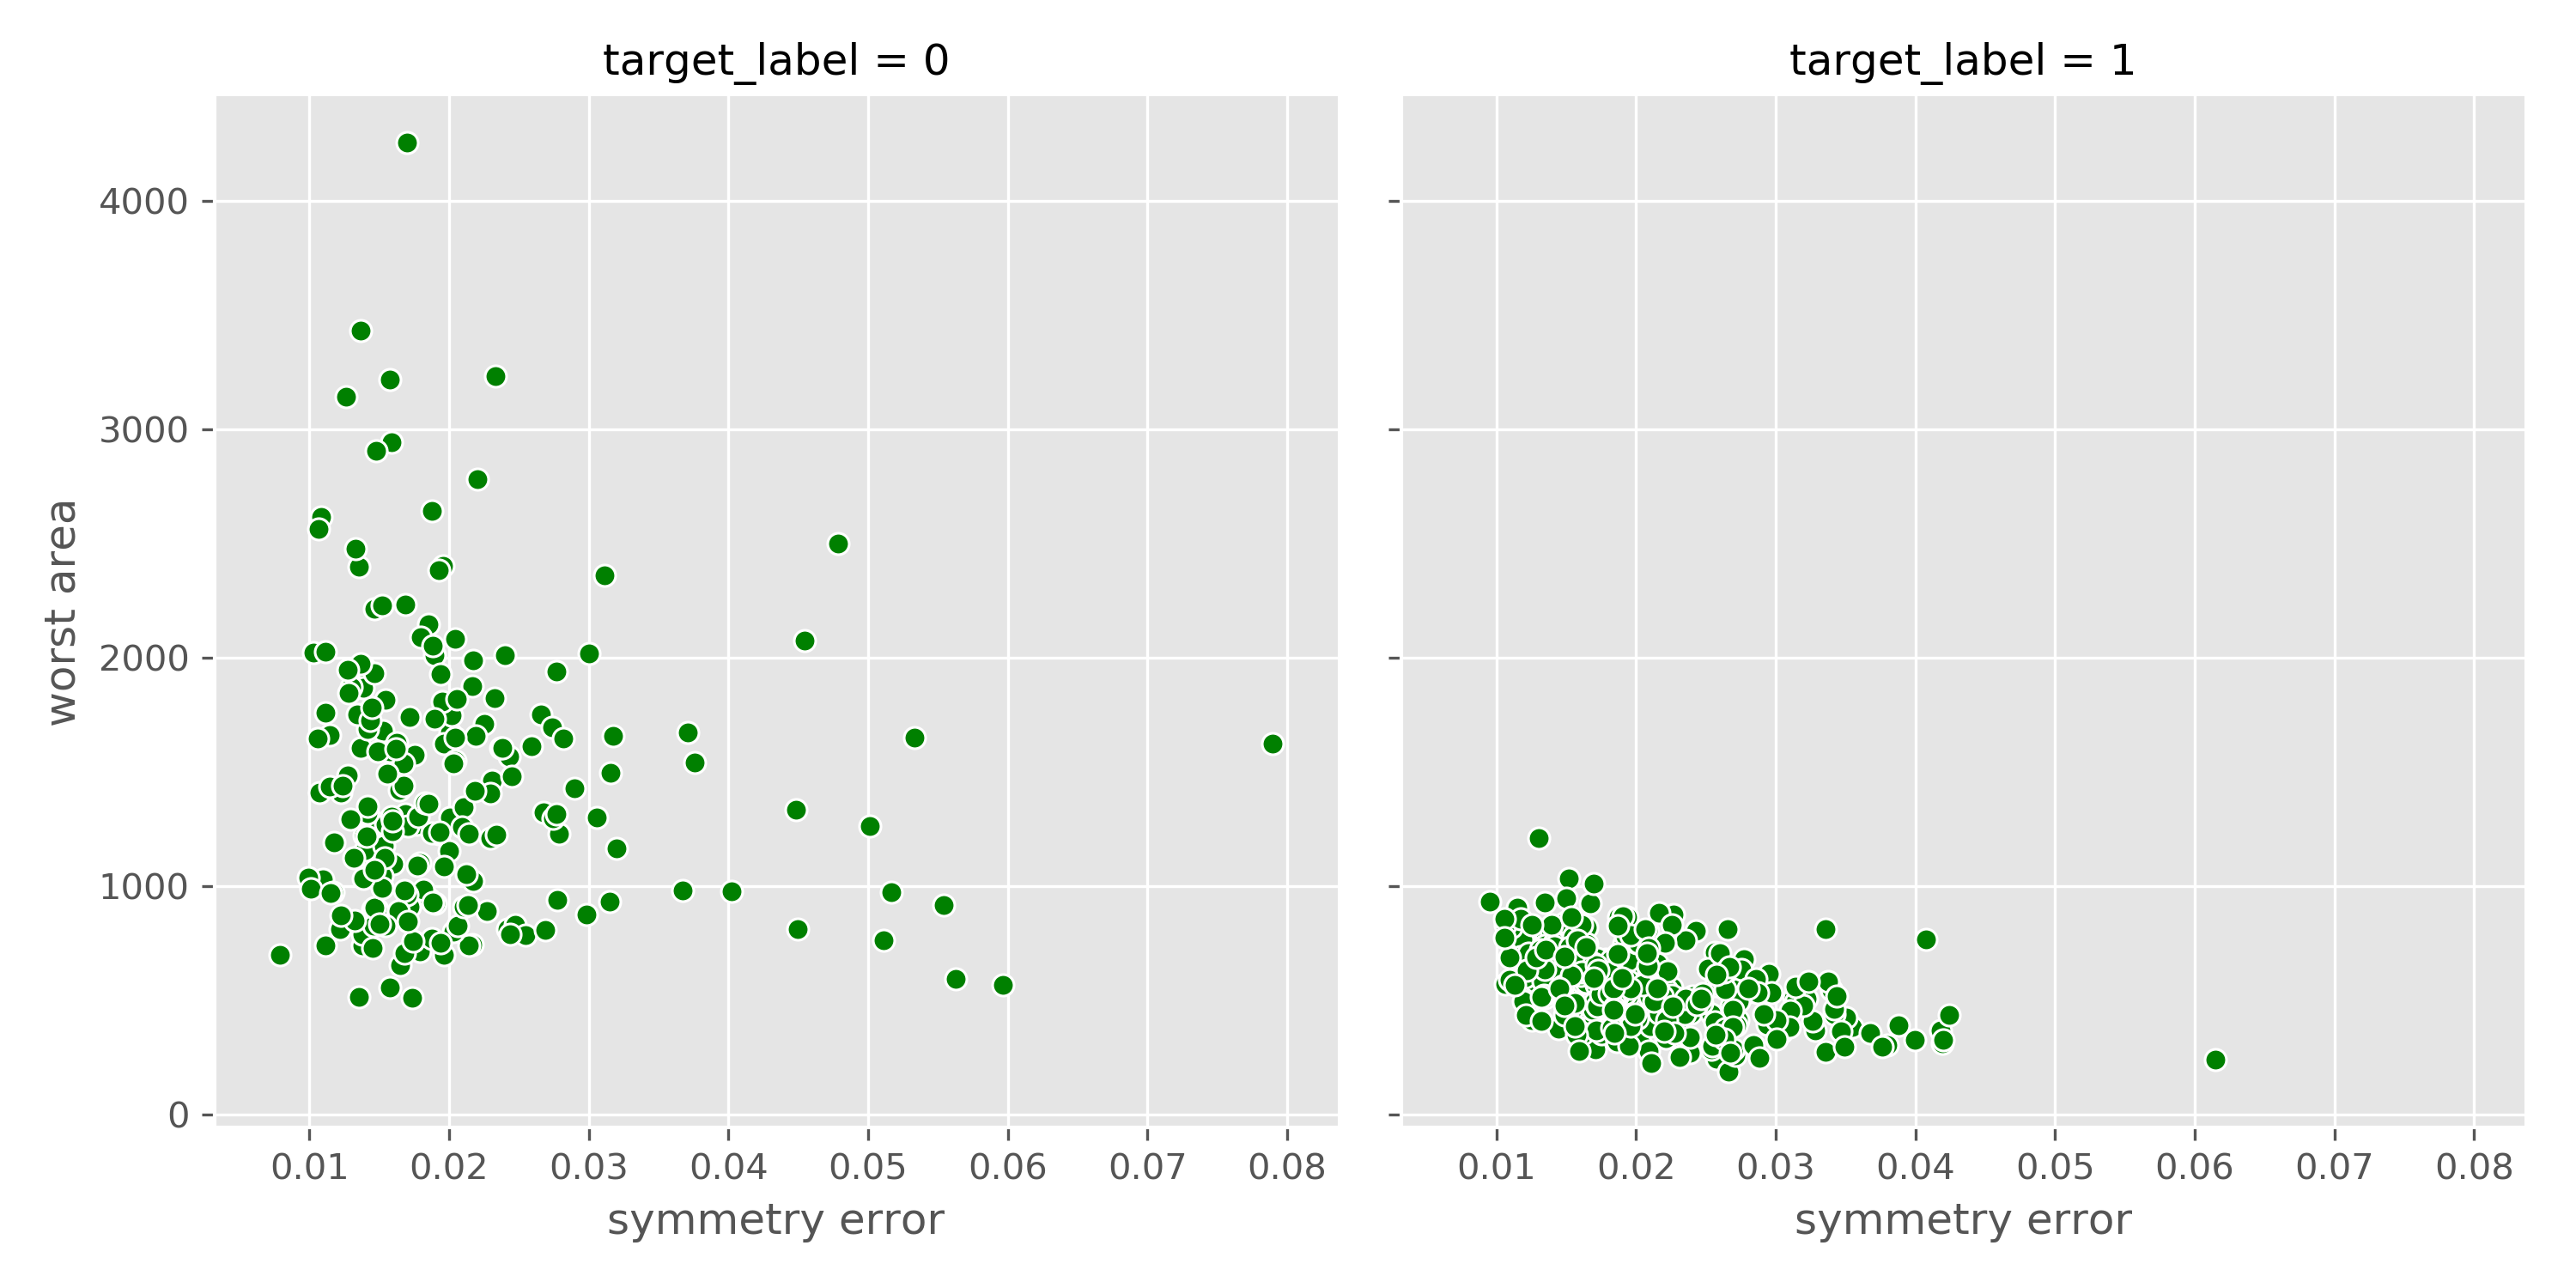 target_label = 0
target_label = 1
worst area
4000
3000
2000
1000
0
0.01 0.02 0.03 0.04 0.05 0.06 0.07 0.08
0.01 0.02 0.03 0.04 0.05 0.06 0.07 0.08
symmetry error
symmetry error